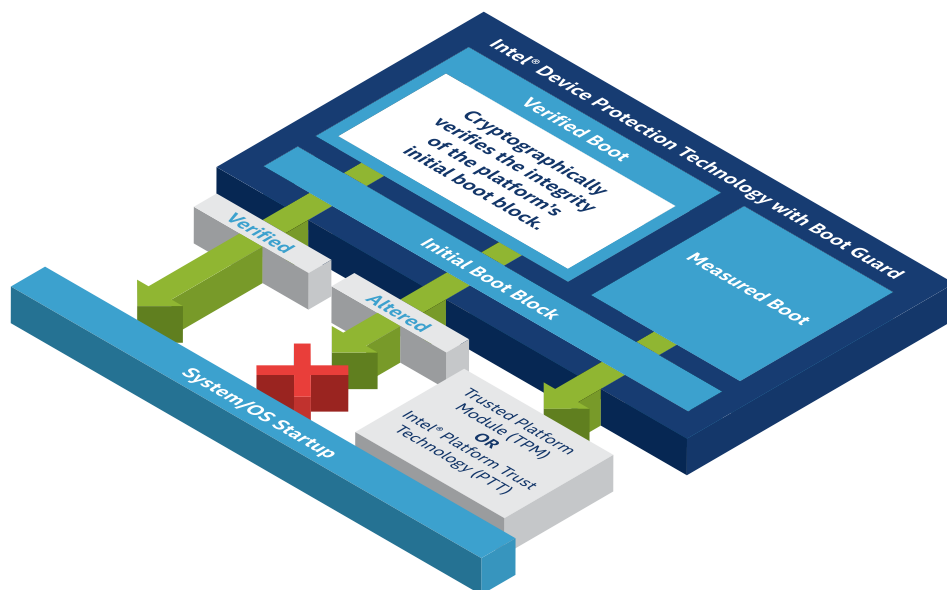 Intel® Device Protection Technology with Boot Guard
Verified Boot
Cryptographically
verifies the integrity
of the platform's
initial boot block.
Measured Boot
Initial Boot Block
Verified
Altered
Trusted Platform
Module (TPM)
OR
Intel® Platform Trust
Technology (PTT)
System/OS Startup